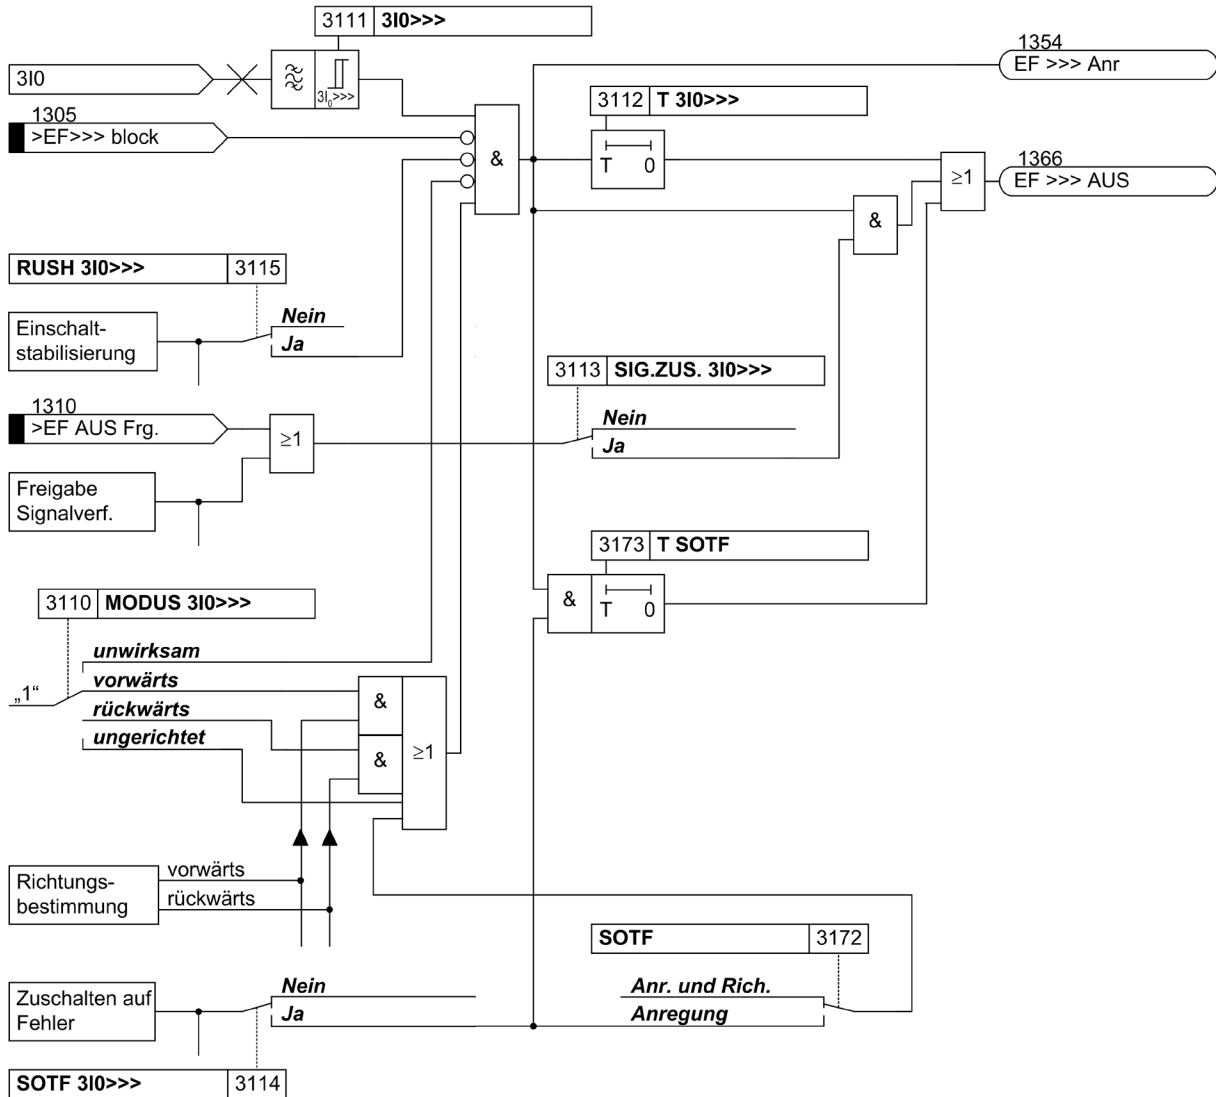 3111 3I0>>>
3I0
3I0>>>
1305
>EF>>> block
&
1354
EF >>> Anr
3112 T 3I0>>>
T 0
≥1
1366
EF >>> AUS
&
RUSH 3I0>>> 3115
Einschalt-
stabilisierung
Nein
Ja
3113 SIG.ZUS. 3I0>>>
1310
>EF AUS Frg.
≥1
Nein
Ja
Freigabe
Signalverf.
3173 T SOTF
& T 0
3110 MODUS 3I0>>>
„1“
unwirksam
vorwärts
rückwärts
ungerichtet
&
&
≥1
Richtungs-
bestimmung
vorwärts
rückwärts
SOTF 3172
Zuschalten auf
Fehler
Nein
Ja
Anr. und Rich.
Anregung
SOTF 3I0>>> 3114